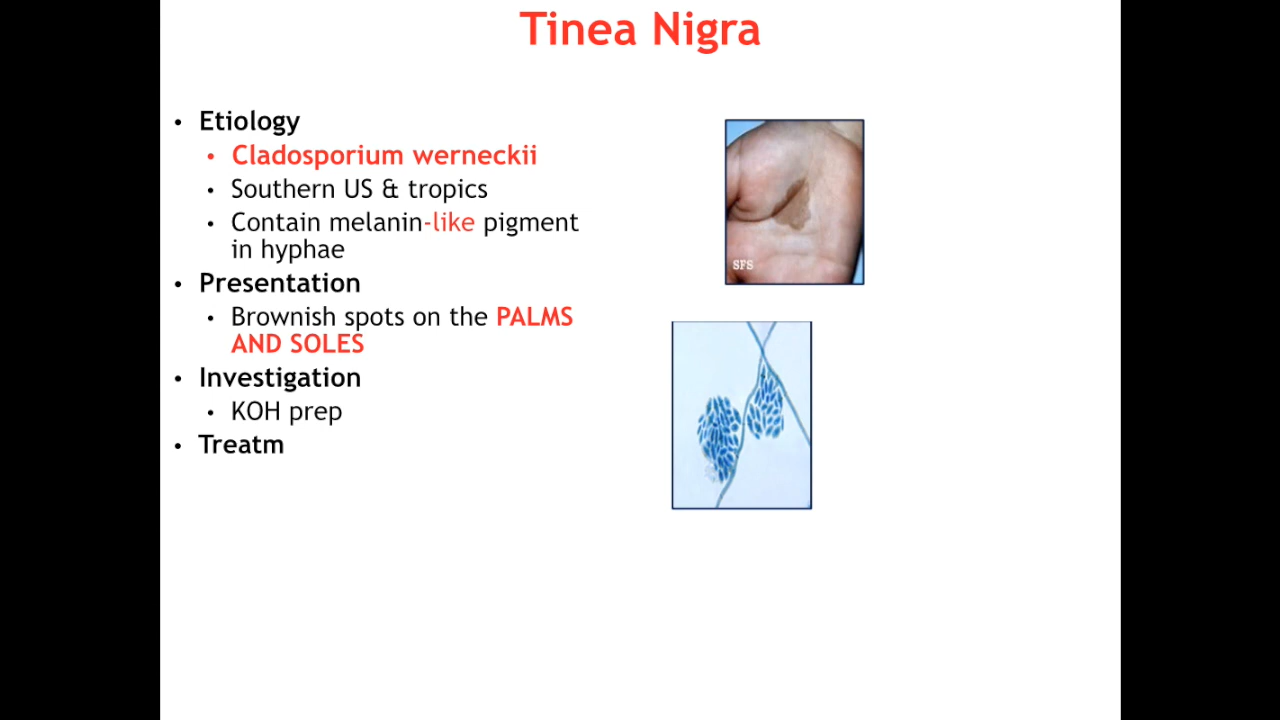 Tinea Nigra
• Etiology
• Cladosporium werneckii
• Southern US & tropics
• Contain melanin-like pigment
in hyphae
• Presentation
• Brownish spots on the PALMS
AND SOLES
• Investigation
• KOH prep
• Treatm
SFS